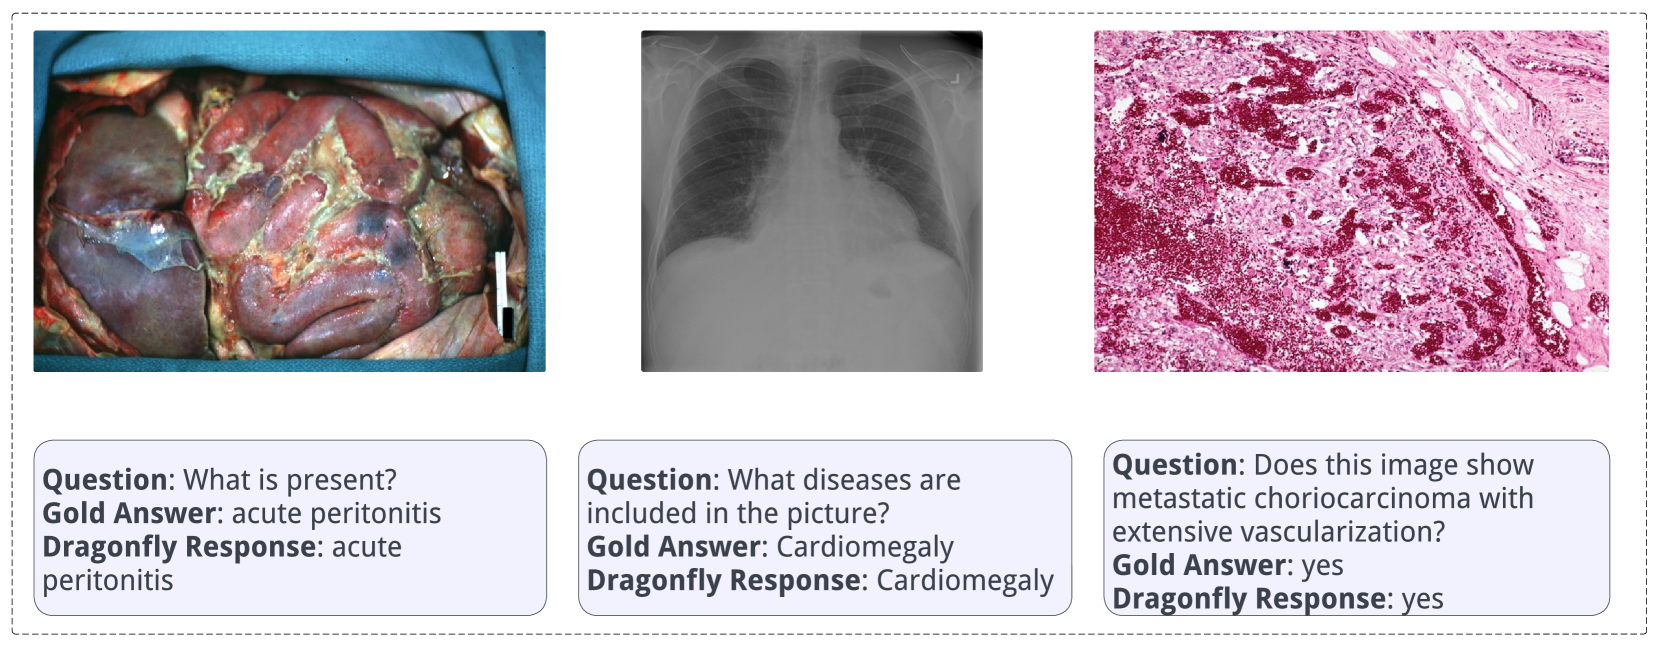 Question: What is present?
Gold Answer: acute peritonitis
Dragonfly Response: acute
peritonitis
Question: What diseases are
included in the picture?
Gold Answer: Cardiomegaly
Dragonfly Response: Cardiomegaly
Question: Does this image show
metastatic choriocarcinoma with
extensive vascularization?
Gold Answer: yes
Dragonfly Response: yes